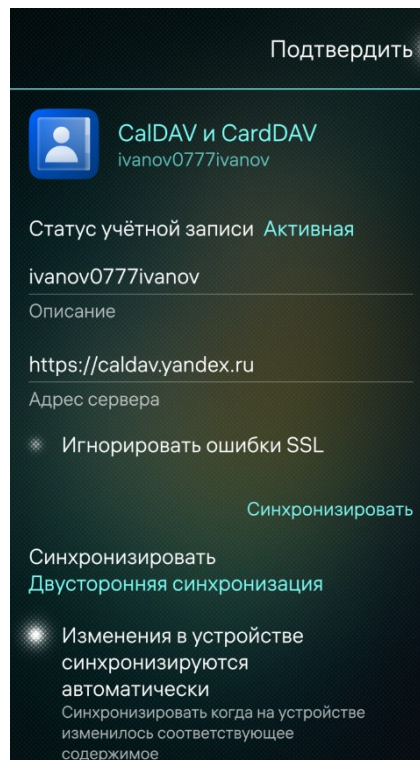 Подтвердить
CalDAV и CardDAV
ivanov0777ivanov
Статус учётной записи Активная
ivanov0777ivanov
Описание
https://caldav.yandex.ru
Адрес сервера
Игнорировать ошибки SSL
Синхронизировать
Синхронизировать
Двусторонняя синхронизация
Изменения в устройстве
синхронизируются
автоматически
Синхронизировать когда на устройстве
изменилось соответствующее
содержимое